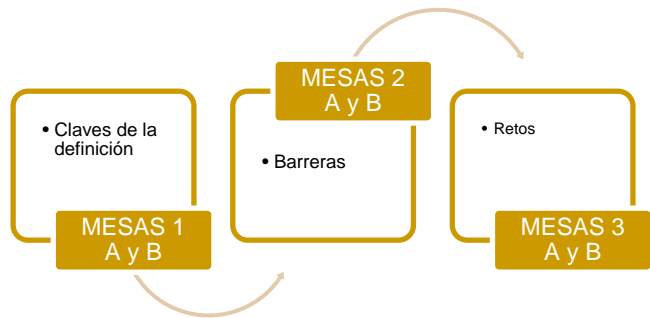 • Claves de la
definición
MESAS 1
A y B
MESAS 2
A y B
• Barreras
• Retos
MESAS 3
A y B